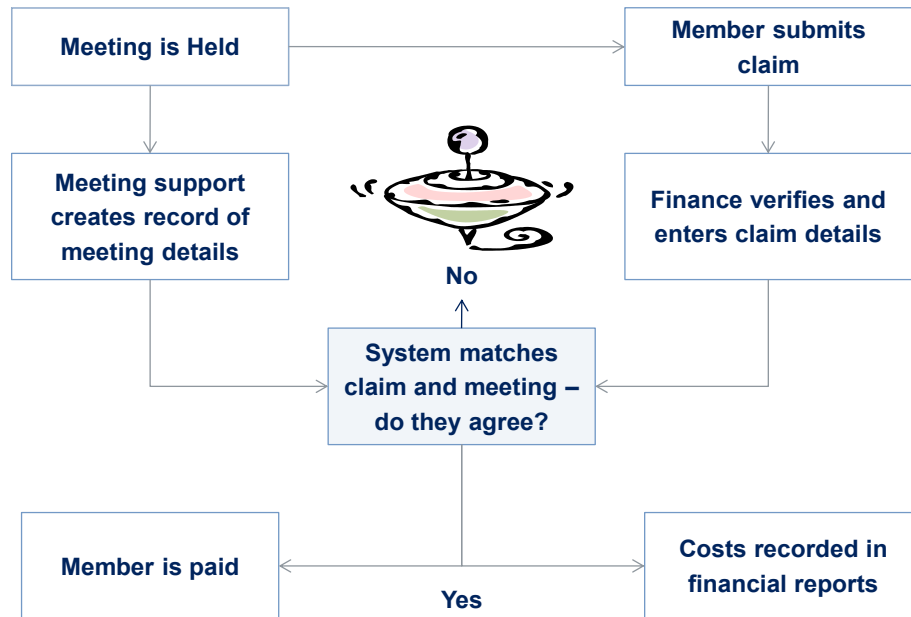 Meeting is Held
Member submits
claim
Meeting support
creates record of
meeting details
Finance verifies and
enters claim details
No
System matches
claim and meeting –
do they agree?
Member is paid
Costs recorded in
financial reports
Yes